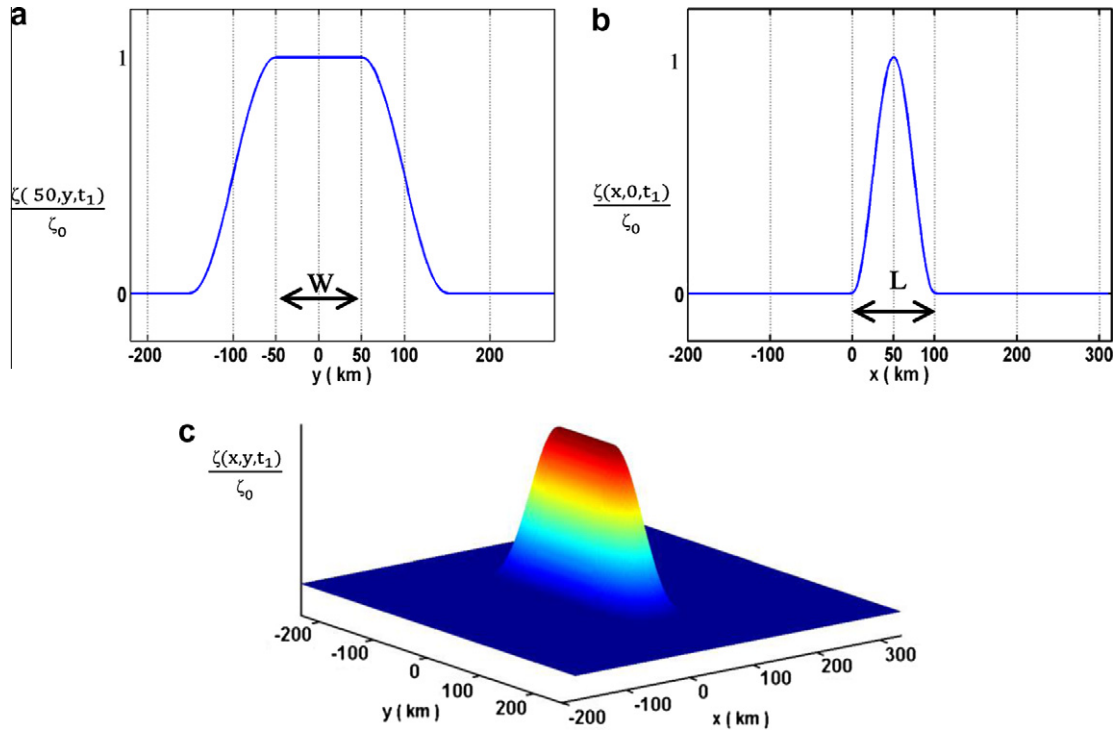 a
1
ζ( 50,y,t₁)
ζ₀
0
W
-200 -100 -50 0 50 100 200
y ( km )
b
1
ζ(x,0,t₁)
ζ₀
0
L
-200 -100 0 50 100 200 300
x ( km )
c
ζ(x,y,t₁)
ζ₀
-200 -100 0 100 200
y ( km )
-200 -100 0 100 200 300
x ( km )